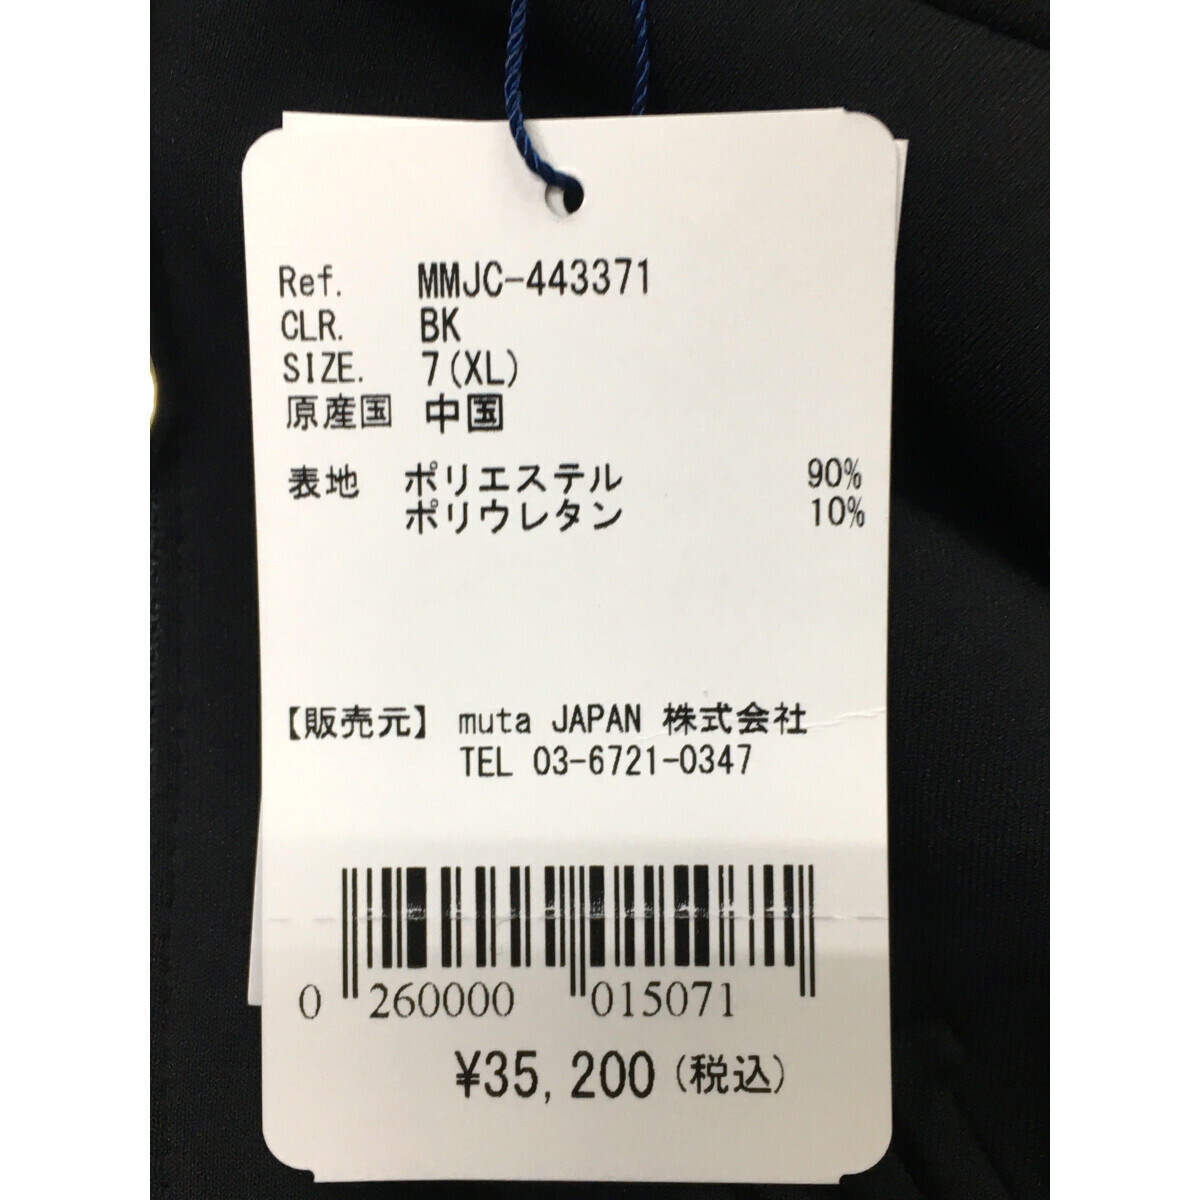 Ref. MMJC-443371
CLR. BK
SIZE. 7(XL)
原産国 中国
表地 ポリエステル 90%
ポリウレタン 10%
【販売元】 muta JAPAN 株式会社
TEL 03-6721-0347
0 260000 015071
¥35,200(税込)